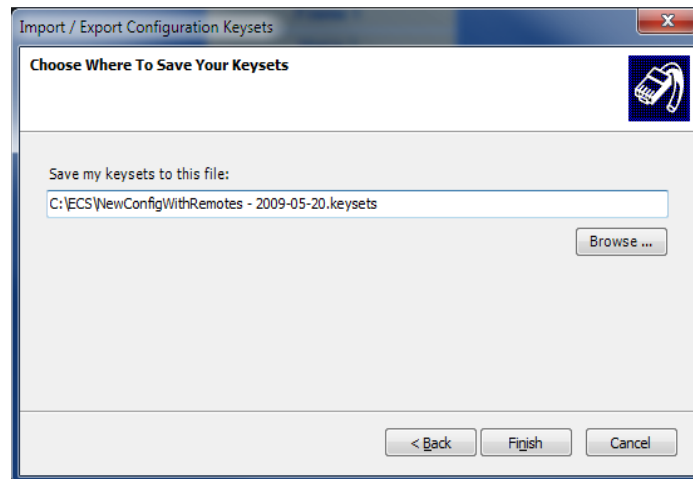 Import / Export Configuration Keysets
Choose Where To Save Your Keysets
Save my keysets to this file:
C:\ECS\NewConfigWithRemotes - 2009-05-20.keysets
Browse ...
< Back
Finish
Cancel